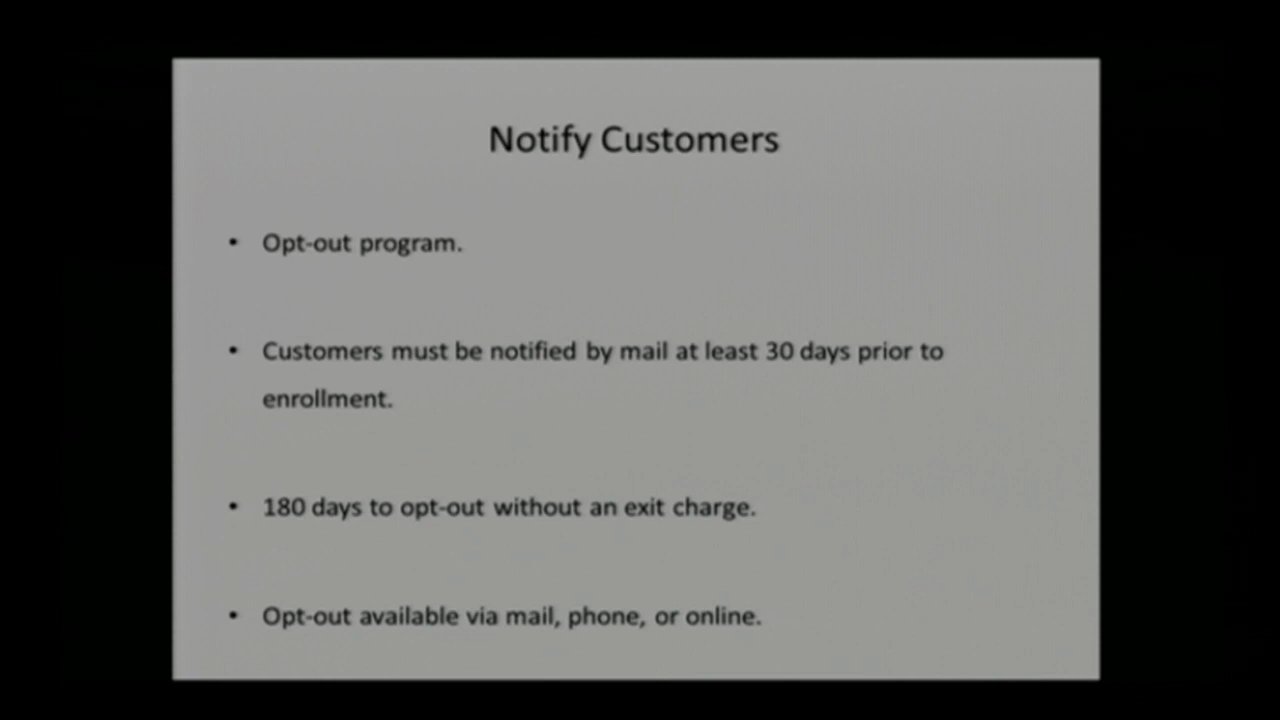 Notify Customers
• Opt-out program.
• Customers must be notified by mail at least 30 days prior to
enrollment.
• 180 days to opt-out without an exit charge.
• Opt-out available via mail, phone, or online.